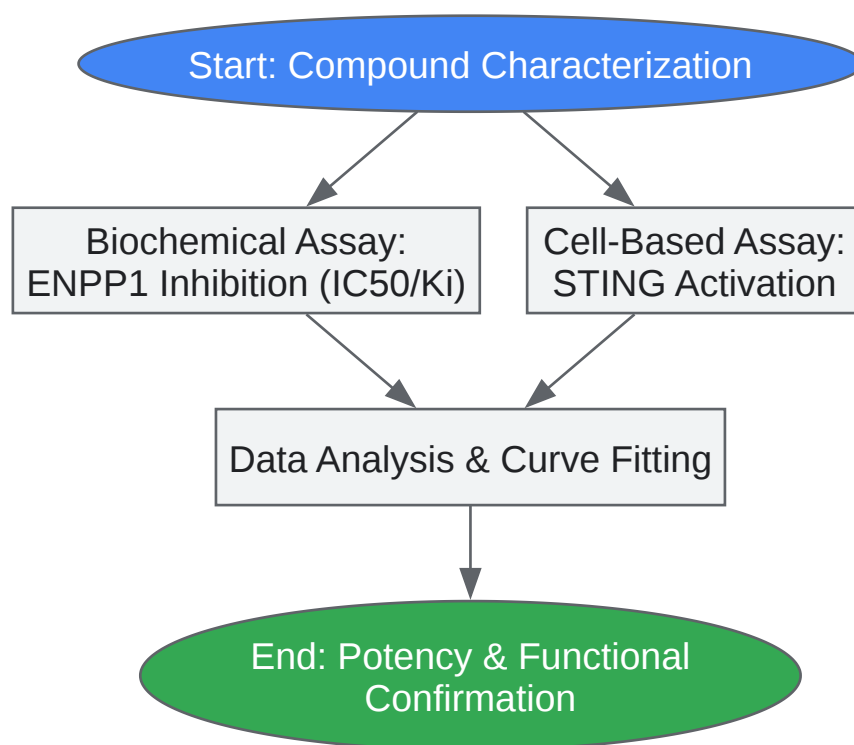 Start: Compound Characterization
Biochemical Assay:
ENPP1 Inhibition (IC50/Ki)
Cell-Based Assay:
STING Activation
Data Analysis & Curve Fitting
End: Potency & Functional
Confirmation